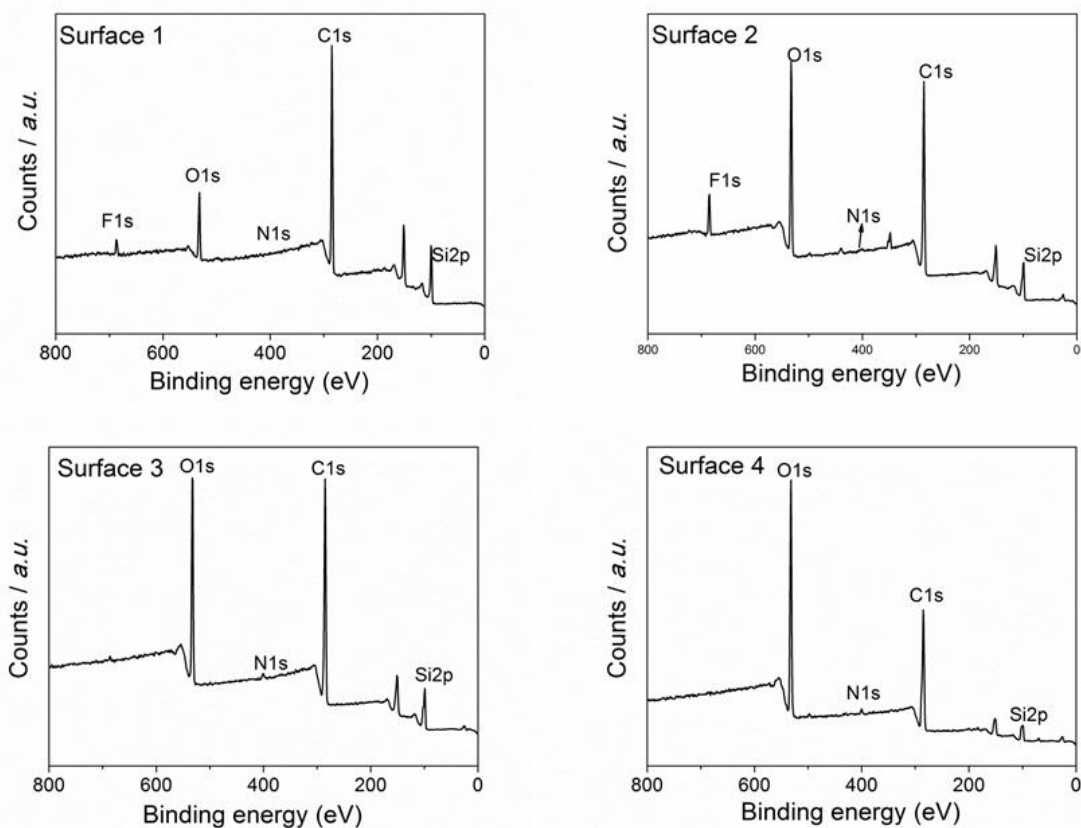 Surface 1
C1s
O1s
F1s
N1s
Si2p
Counts / a.u.
800 600 400 200 0
Binding energy (eV)
Surface 2
O1s
C1s
F1s
N1s
Si2p
Counts / a.u.
800 600 400 200 0
Binding energy (eV)
Surface 3
O1s
C1s
N1s
Si2p
Counts / a.u.
800 600 400 200 0
Binding energy (eV)
Surface 4
O1s
C1s
N1s
Si2p
Counts / a.u.
800 600 400 200 0
Binding energy (eV)